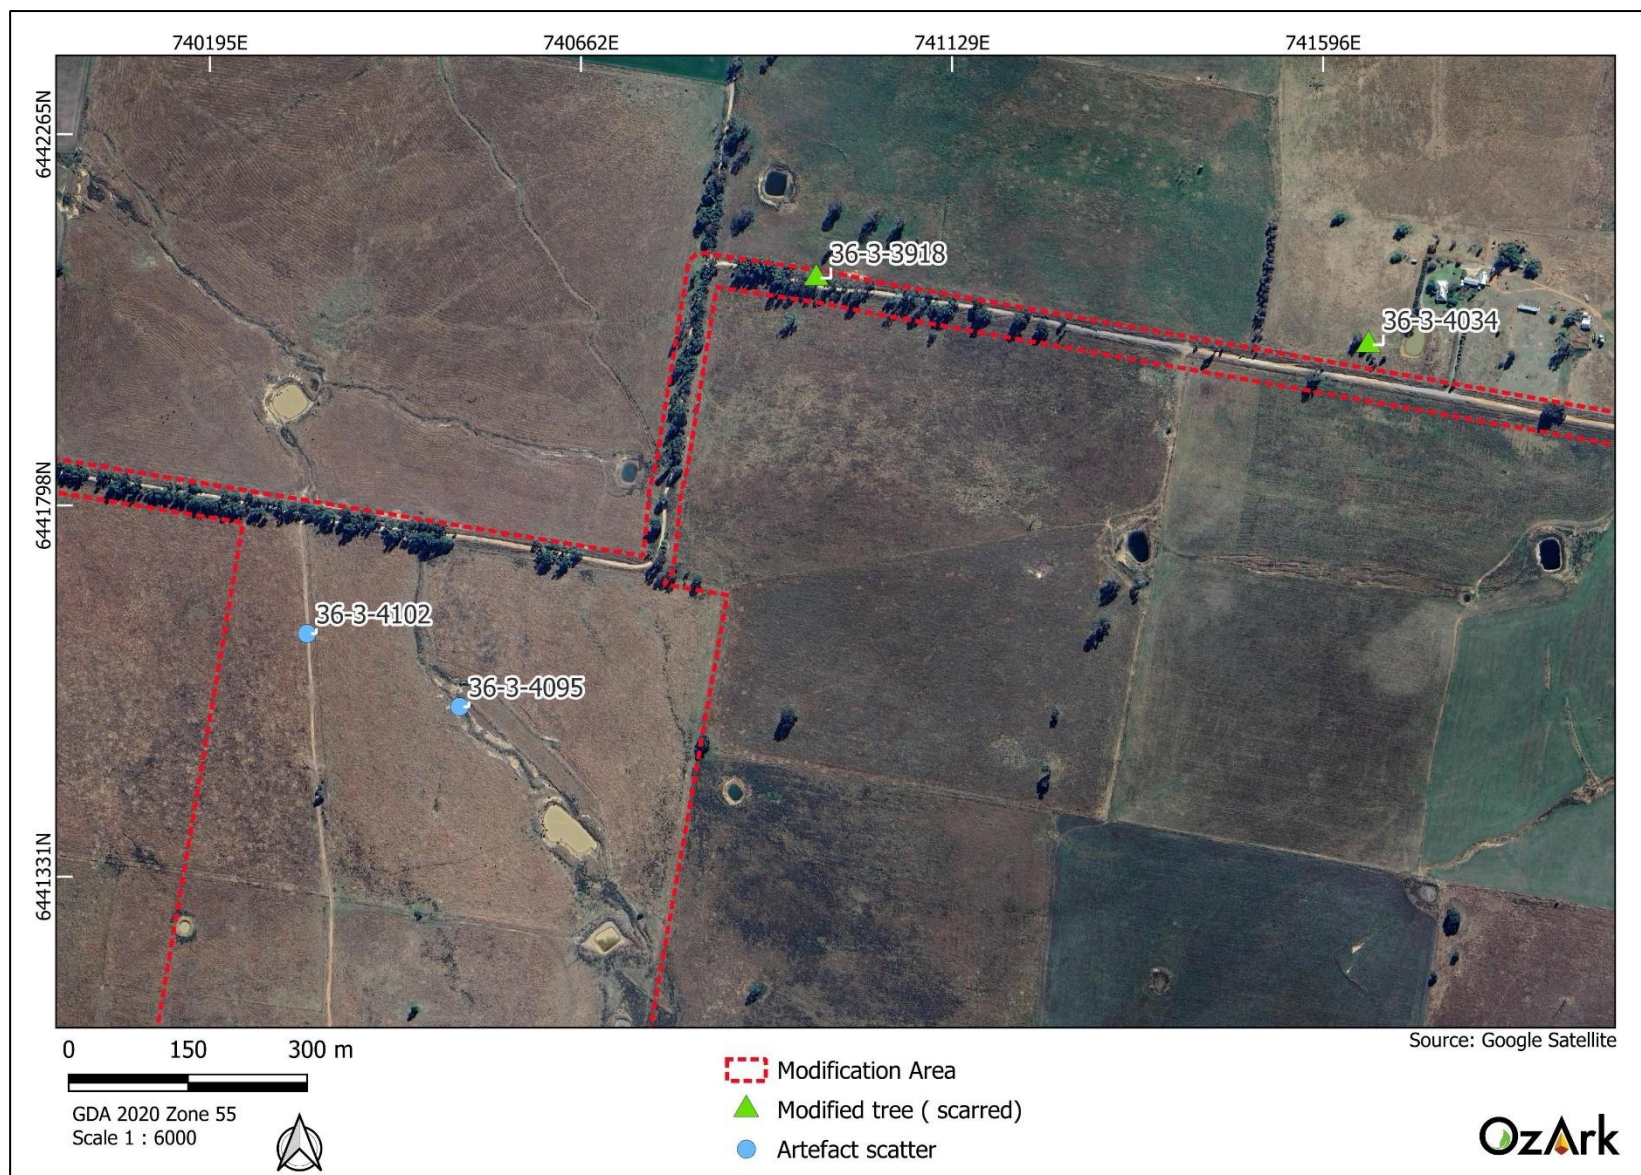 740195E 740662E 741129E 741596E
6442265N
6441798N
6441331N
36-3-3918
36-3-4034
36-3-4102
36-3-4095
0 150 300 m
GDA 2020 Zone 55
Scale 1 : 6000
Modification Area
Modified tree ( scarred)
Artefact scatter
Source: Google Satellite
OzArk